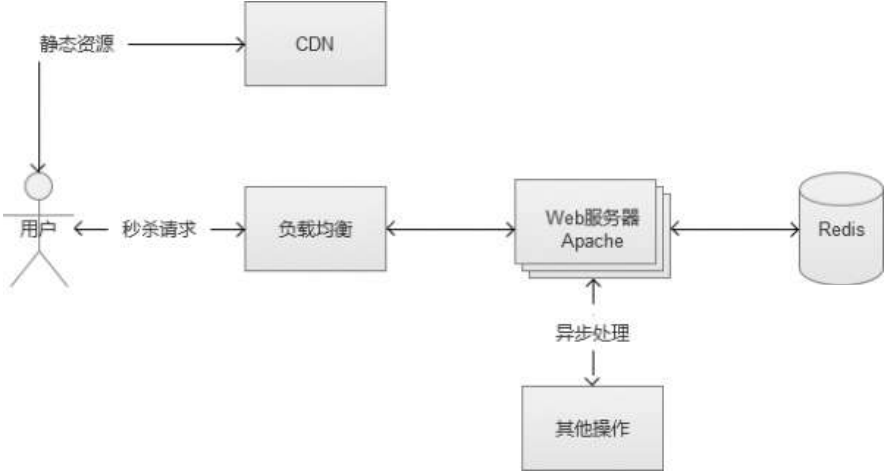 静态资源
CDN
用户
秒杀请求
负载均衡
Web服务器
Apache
Redis
异步处理
其他操作